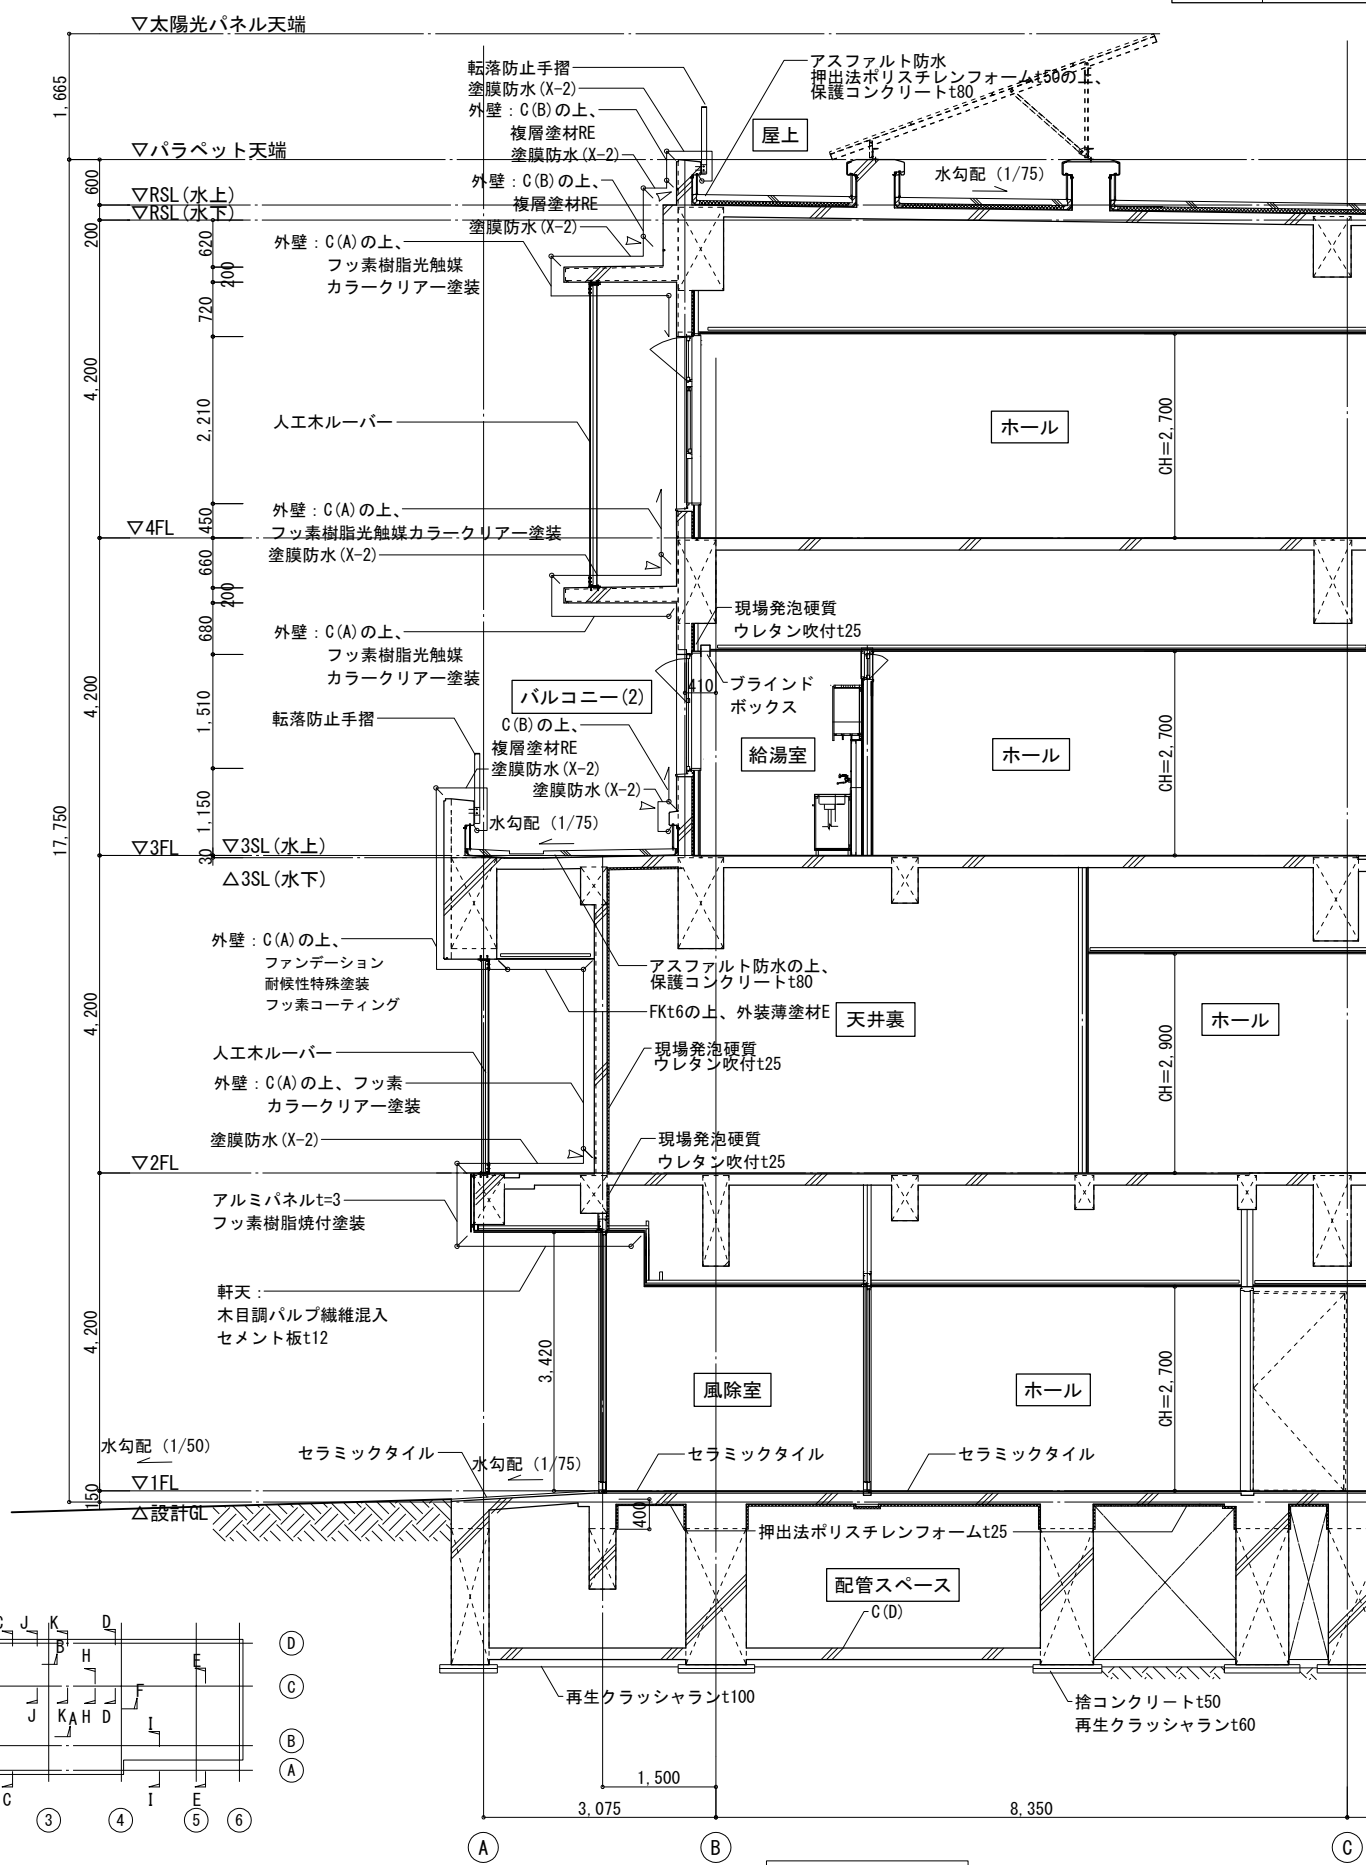 ▽太陽光パネル天端
1,665
転落防止手摺
塗膜防水(X-2)
外壁：C(B)の上、
複層塗材RE
塗膜防水(X-2)
アスファルト防水
押出法ポリスチレンフォームt50の上、
保護コンクリートt80
屋上
▽パラペット天端
600
水勾配 (1/75)
外壁：C(B)の上、
複層塗材RE
塗膜防水(X-2)
▽RSL(水上)
▽RSL(水下)
200
620
200
720
外壁：C(A)の上、
フッ素樹脂光触媒
カラークリアー塗装
4,200
2,210
人工木ルーバー
ホール
CH=2,700
外壁：C(A)の上、
フッ素樹脂光触媒カラークリアー塗装
塗膜防水(X-2)
450
▽4FL
660
200
680
現場発泡硬質
ウレタン吹付t25
外壁：C(A)の上、
フッ素樹脂光触媒
カラークリアー塗装
バルコニー(2)
410
ブラインド
ボックス
4,200
1,510
転落防止手摺
C(B)の上、
複層塗材RE
塗膜防水(X-2)
塗膜防水(X-2)
給湯室
ホール
CH=2,700
17,750
1,150
水勾配 (1/75)
▽3FL
30
▽3SL(水上)
△3SL(水下)
外壁：C(A)の上、
ファンデーション
耐候性特殊塗装
フッ素コーティング
アスファルト防水の上、
保護コンクリートt80
FKt6の上、外装薄塗材E
天井裏
ホール
CH=2,900
4,200
人工木ルーバー
外壁：C(A)の上、フッ素
カラークリアー塗装
現場発泡硬質
ウレタン吹付t25
塗膜防水(X-2)
現場発泡硬質
ウレタン吹付t25
▽2FL
アルミパネルt=3
フッ素樹脂焼付塗装
軒天：
木目調パルプ繊維混入
セメント板t12
4,200
3,420
風除室
ホール
CH=2,700
水勾配 (1/50)
セラミックタイル
水勾配 (1/75)
セラミックタイル
セラミックタイル
▽1FL
150
△設計GL
400
押出法ポリスチレンフォームt25
配管スペース
C(D)
再生クラッシャランt100
捨コンクリートt50
再生クラッシャランt60
C J K D
B H E
D
C
J K A H D F I
B
A
C I E
3 4 5 6
1,500
3,075
8,350
A B C